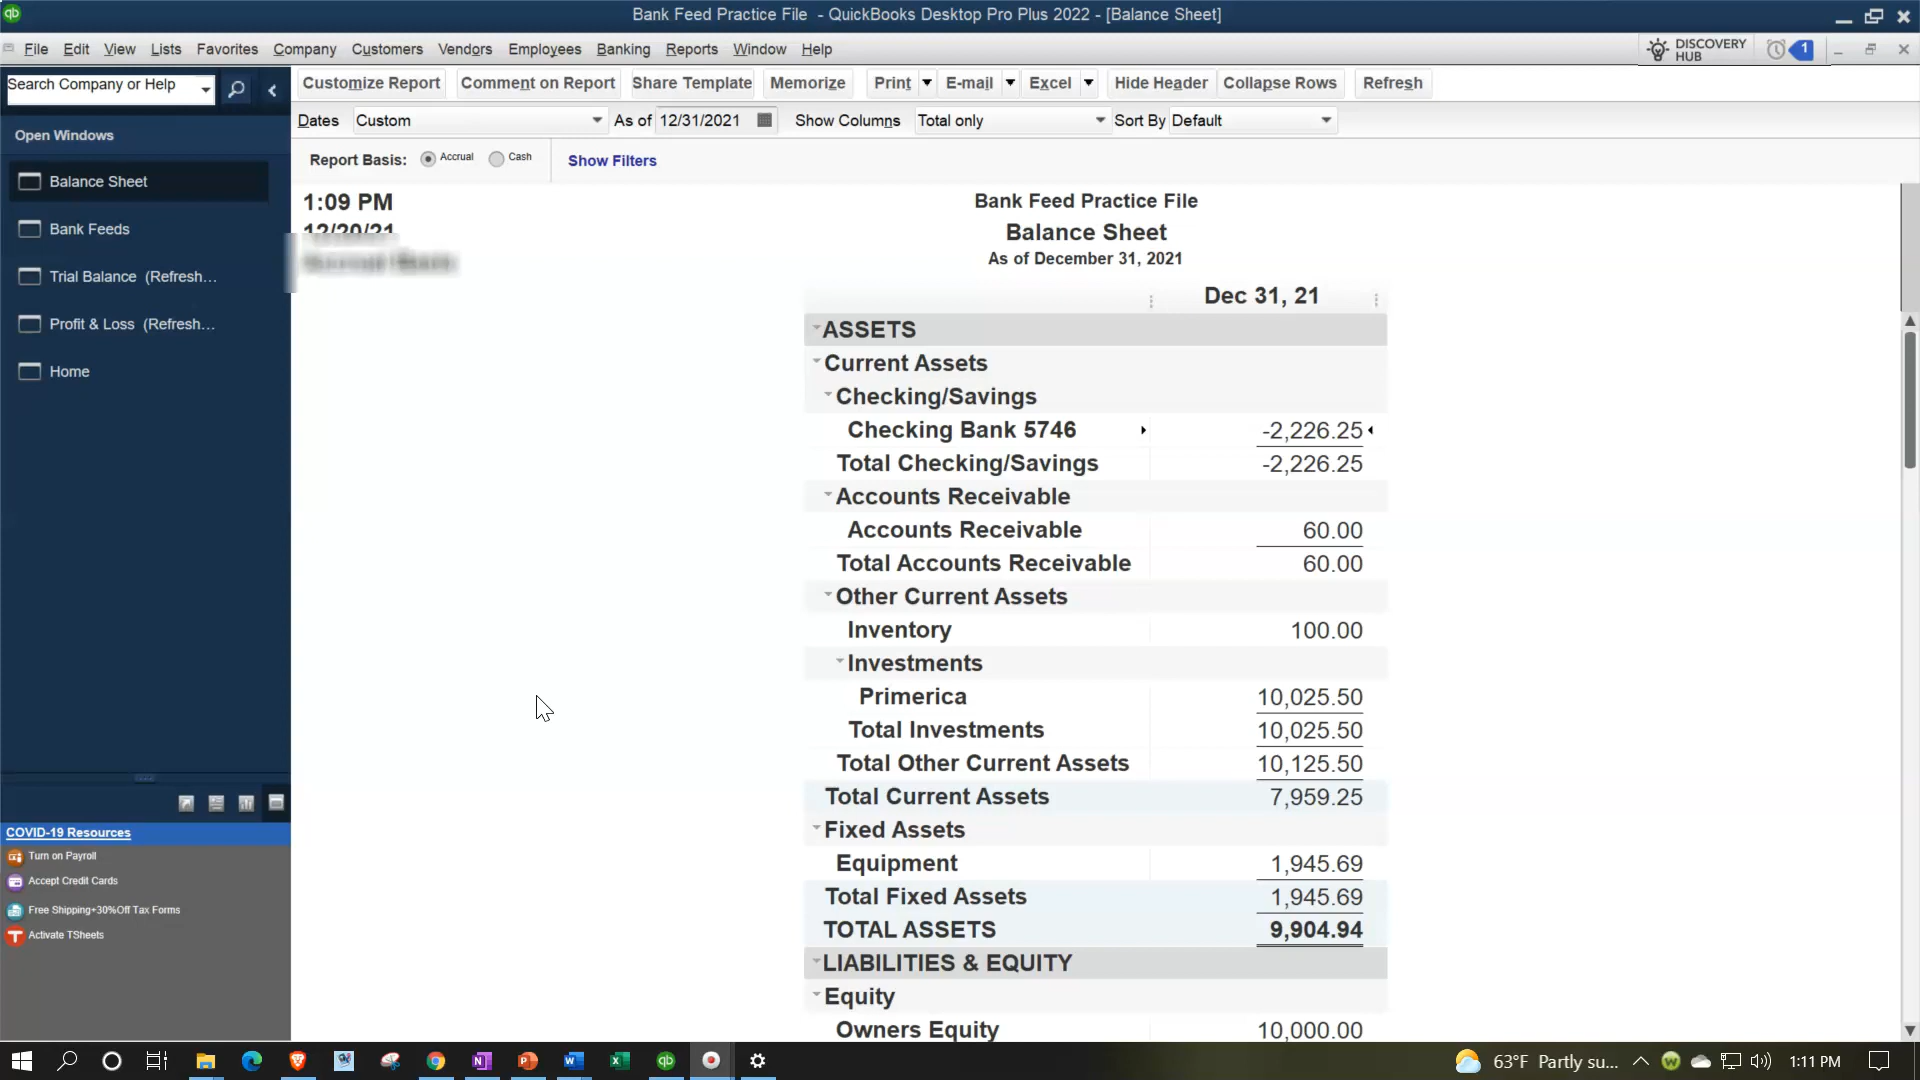 qb
Bank Feed Practice File - QuickBooks Desktop Pro Plus 2022 - [Balance Sheet]
File Edit View Lists Favorites Company Customers Vendors Employees Banking Reports Window Help
DISCOVERY HUB
1
Search Company or Help
Customize Report Comment on Report Share Template Memorize Print E-mail Excel Hide Header Collapse Rows Refresh
Dates Custom As of 12/31/2021 Show Columns Total only Sort By Default
Report Basis: Accrual Cash Show Filters
Open Windows
Balance Sheet
Bank Feeds
Trial Balance (Refresh...
Profit & Loss (Refresh...
Home
COVID-19 Resources
Turn on Payroll
Accept Credit Cards
Free Shipping+30%Off Tax Forms
Activate TSheets
1:09 PM
12/20/21
Bank Feed Practice File
Balance Sheet
As of December 31, 2021
Dec 31, 21
ASSETS
Current Assets
Checking/Savings
Checking Bank 5746 -2,226.25
Total Checking/Savings -2,226.25
Accounts Receivable
Accounts Receivable 60.00
Total Accounts Receivable 60.00
Other Current Assets
Inventory 100.00
Investments
Primerica 10,025.50
Total Investments 10,025.50
Total Other Current Assets 10,125.50
Total Current Assets 7,959.25
Fixed Assets
Equipment 1,945.69
Total Fixed Assets 1,945.69
TOTAL ASSETS 9,904.94
LIABILITIES & EQUITY
Equity
Owners Equity 10,000.00
63°F Partly su... 1:11 PM